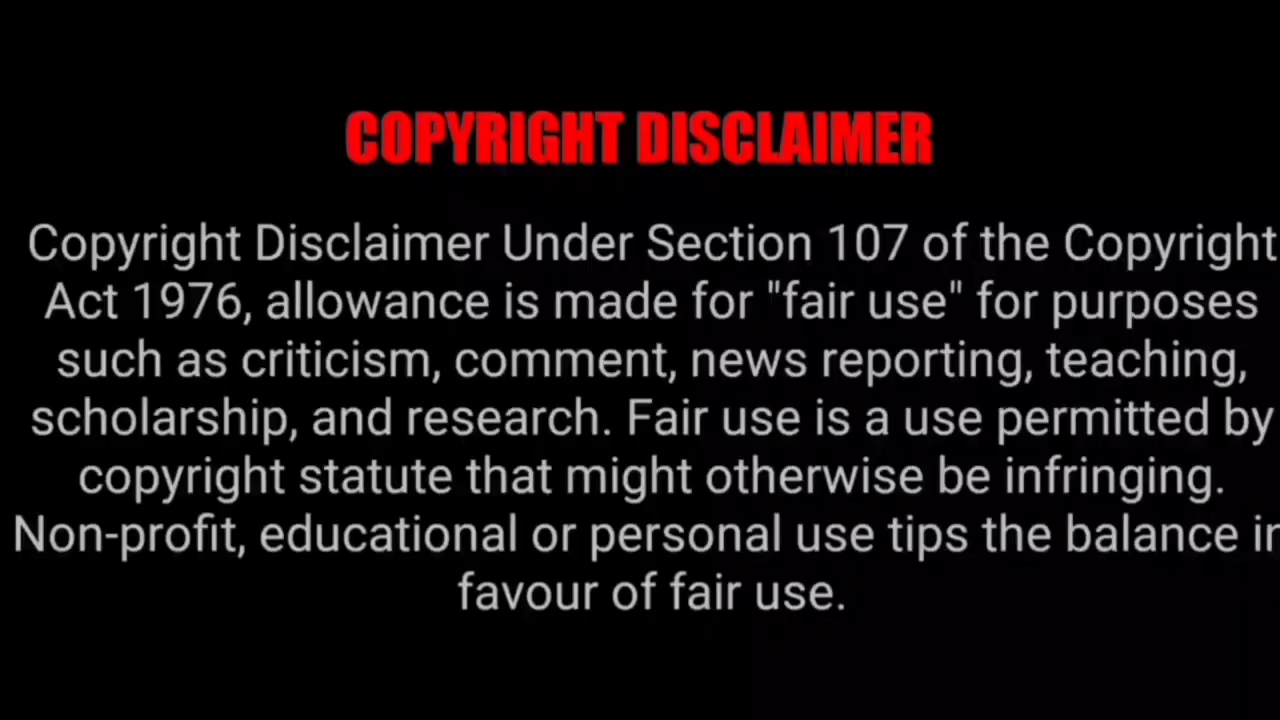 COPYRIGHT DISCLAIMER
Copyright Disclaimer Under Section 107 of the Copyright
Act 1976, allowance is made for "fair use" for purposes
such as criticism, comment, news reporting, teaching,
scholarship, and research. Fair use is a use permitted by
copyright statute that might otherwise be infringing.
Non-profit, educational or personal use tips the balance in
favour of fair use.